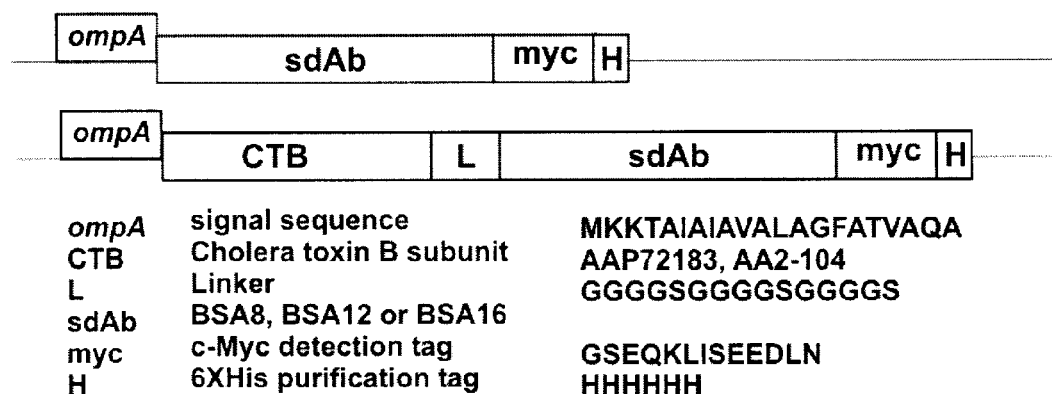 ompA sdAb myc H
ompA CTB L sdAb myc H
ompA signal sequence MKKTAIAIAVALAGFATVAQA
CTB Cholera toxin B subunit AAP72183, AA2-104
L Linker GGGGSGGGGSGGGGS
sdAb BSA8, BSA12 or BSA16
myc c-Myc detection tag GSEQKLISEEDLN
H 6XHis purification tag HHHHHH